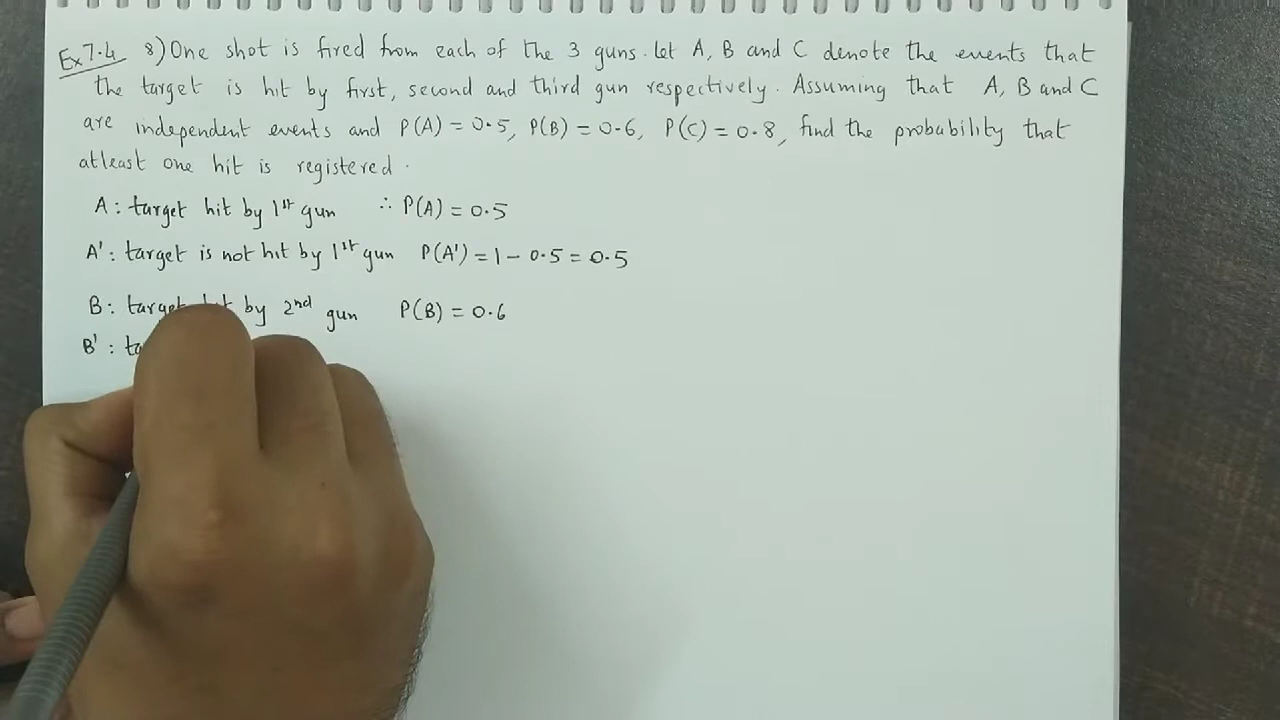 Ex 7.4 8) One shot is fired from each of the 3 guns. Let A, B and C denote the events that
the target is hit by first, second and third gun respectively. Assuming that A, B and C
are independent events and P(A) = 0.5, P(B) = 0.6, P(C) = 0.8, find the probability that
atleast one hit is registered.
A : target hit by 1st gun ∴ P(A) = 0.5
A' : target is not hit by 1st gun P(A') = 1 - 0.5 = 0.5
B : target hit by 2nd gun P(B) = 0.6
B' :